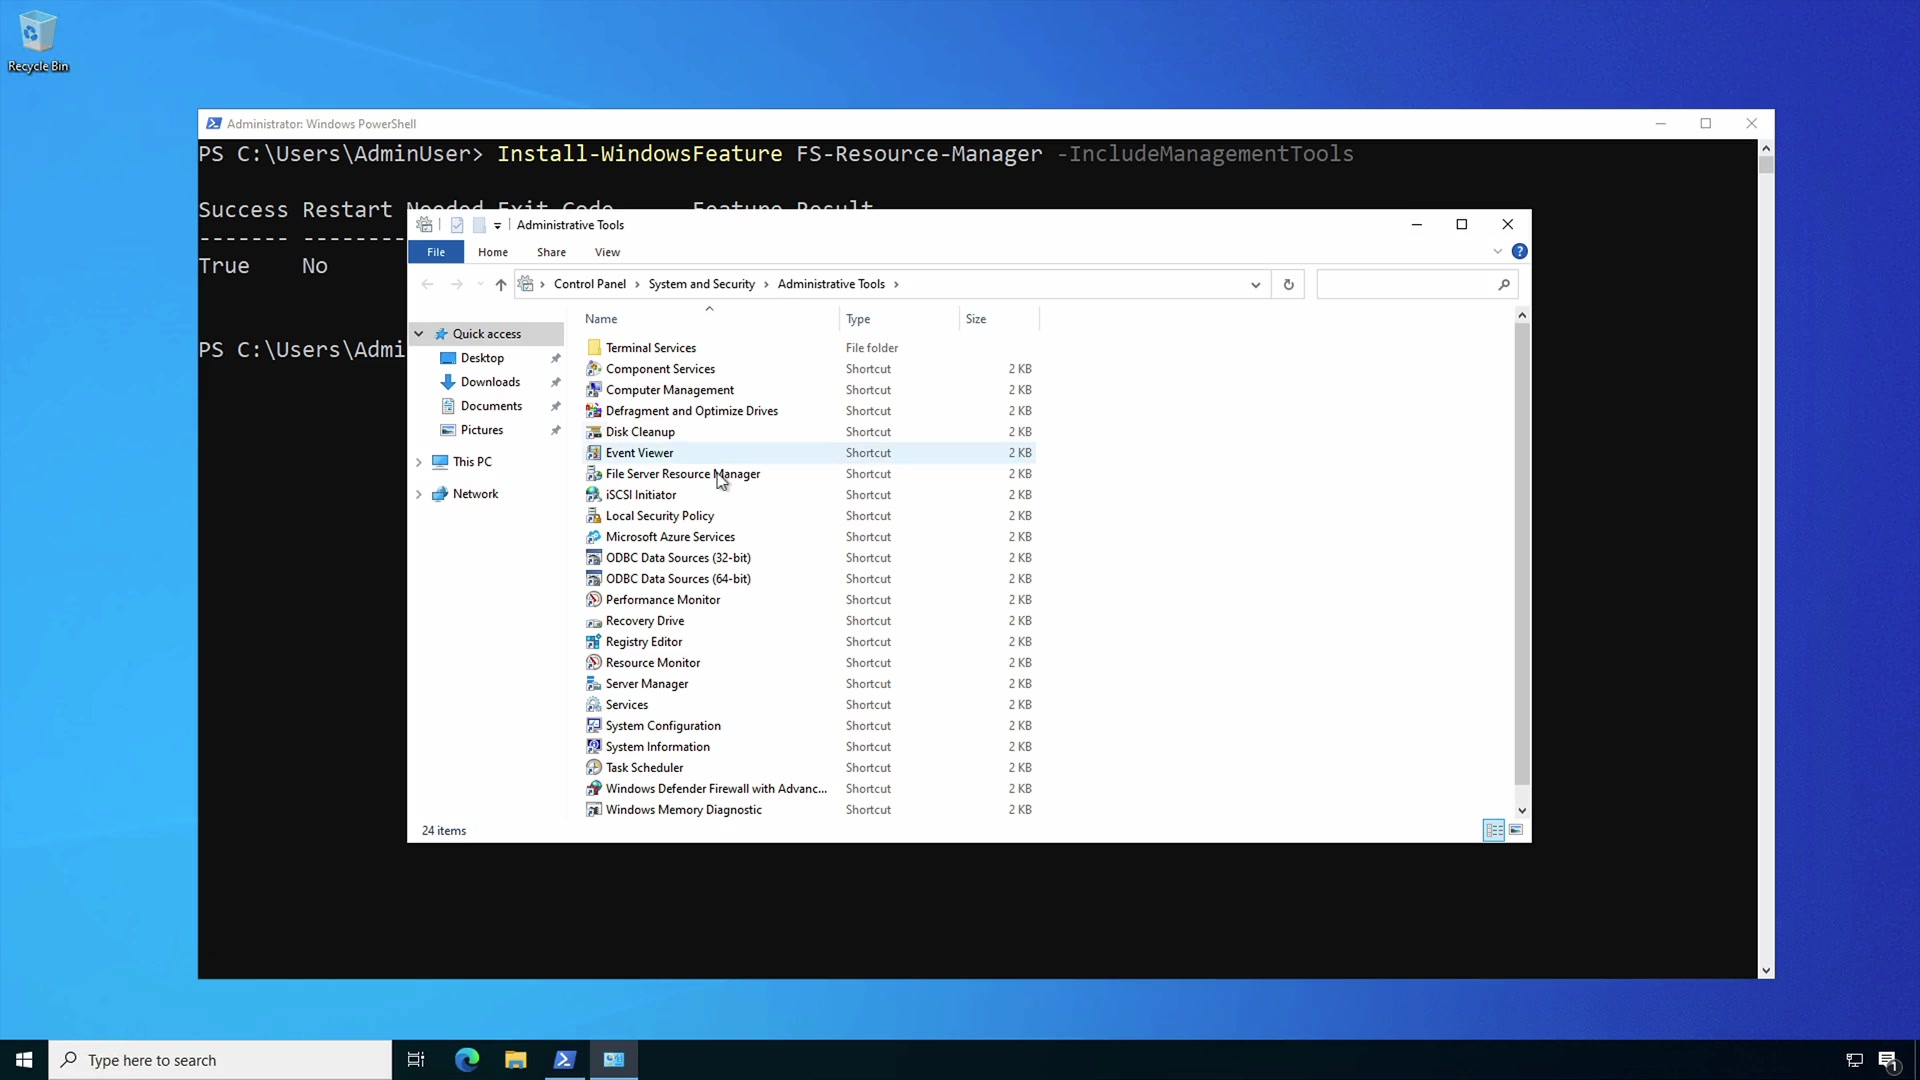 Recycle Bin
Administrator: Windows PowerShell
PS C:\Users\AdminUser> Install-WindowsFeature FS-Resource-Manager -IncludeManagementTools
Success Restart Needed Exit Code Feature Result
------- --------
True No
PS C:\Users\Admi
Administrative Tools
File Home Share View
Control Panel System and Security Administrative Tools
Name Type Size
Quick access
Desktop
Downloads
Documents
Pictures
This PC
Network
Terminal Services File folder
Component Services Shortcut 2 KB
Computer Management Shortcut 2 KB
Defragment and Optimize Drives Shortcut 2 KB
Disk Cleanup Shortcut 2 KB
Event Viewer Shortcut 2 KB
File Server Resource Manager Shortcut 2 KB
iSCSI Initiator Shortcut 2 KB
Local Security Policy Shortcut 2 KB
Microsoft Azure Services Shortcut 2 KB
ODBC Data Sources (32-bit) Shortcut 2 KB
ODBC Data Sources (64-bit) Shortcut 2 KB
Performance Monitor Shortcut 2 KB
Recovery Drive Shortcut 2 KB
Registry Editor Shortcut 2 KB
Resource Monitor Shortcut 2 KB
Server Manager Shortcut 2 KB
Services Shortcut 2 KB
System Configuration Shortcut 2 KB
System Information Shortcut 2 KB
Task Scheduler Shortcut 2 KB
Windows Defender Firewall with Advanc... Shortcut 2 KB
Windows Memory Diagnostic Shortcut 2 KB
24 items
Type here to search
1